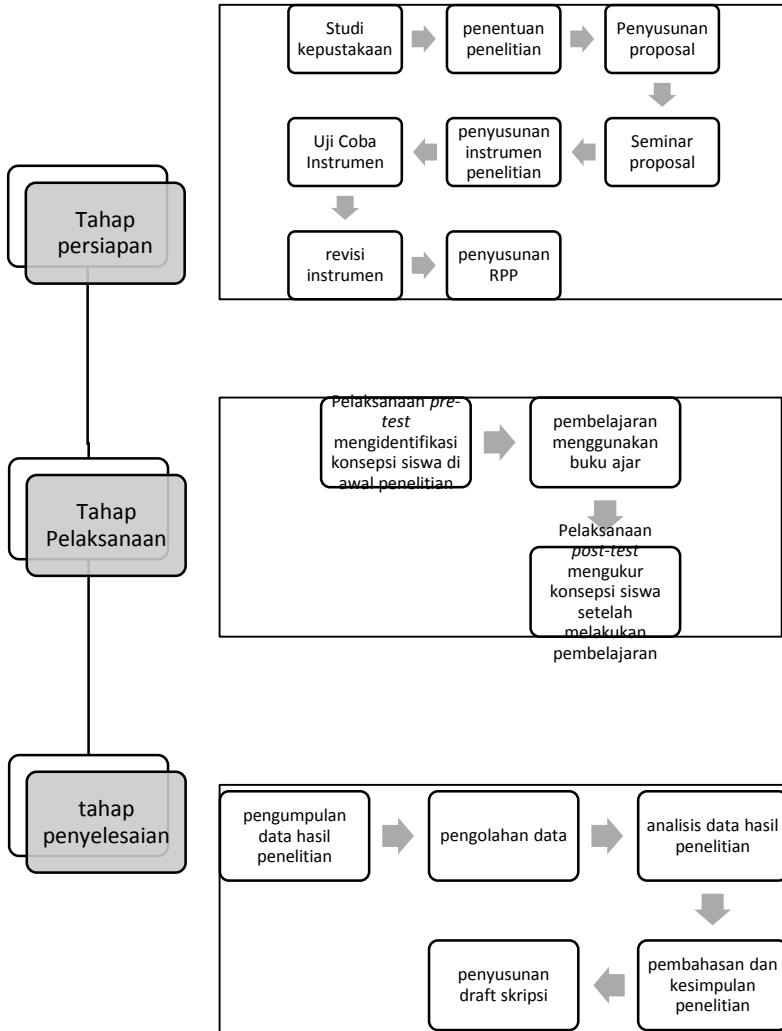 Tahap
persiapan
Studi
kepustakaan
penentuan
penelitian
Penyusunan
proposal
Seminar
proposal
penyusunan
instrumen
penelitian
Uji Coba
Instrumen
revisi
instrumen
penyusunan
RPP
Tahap
Pelaksanaan
Pelaksanaan pre-
test
mengidentifikasi
konsepsi siswa di
awal penelitian
pembelajaran
menggunakan
buku ajar
Pelaksanaan
post-test
mengukur
konsepsi siswa
setelah
melakukan
pembelajaran
tahap
penyelesaian
pengumpulan
data hasil
penelitian
pengolahan data
analisis data hasil
penelitian
pembahasan dan
kesimpulan
penelitian
penyusunan
draft skripsi